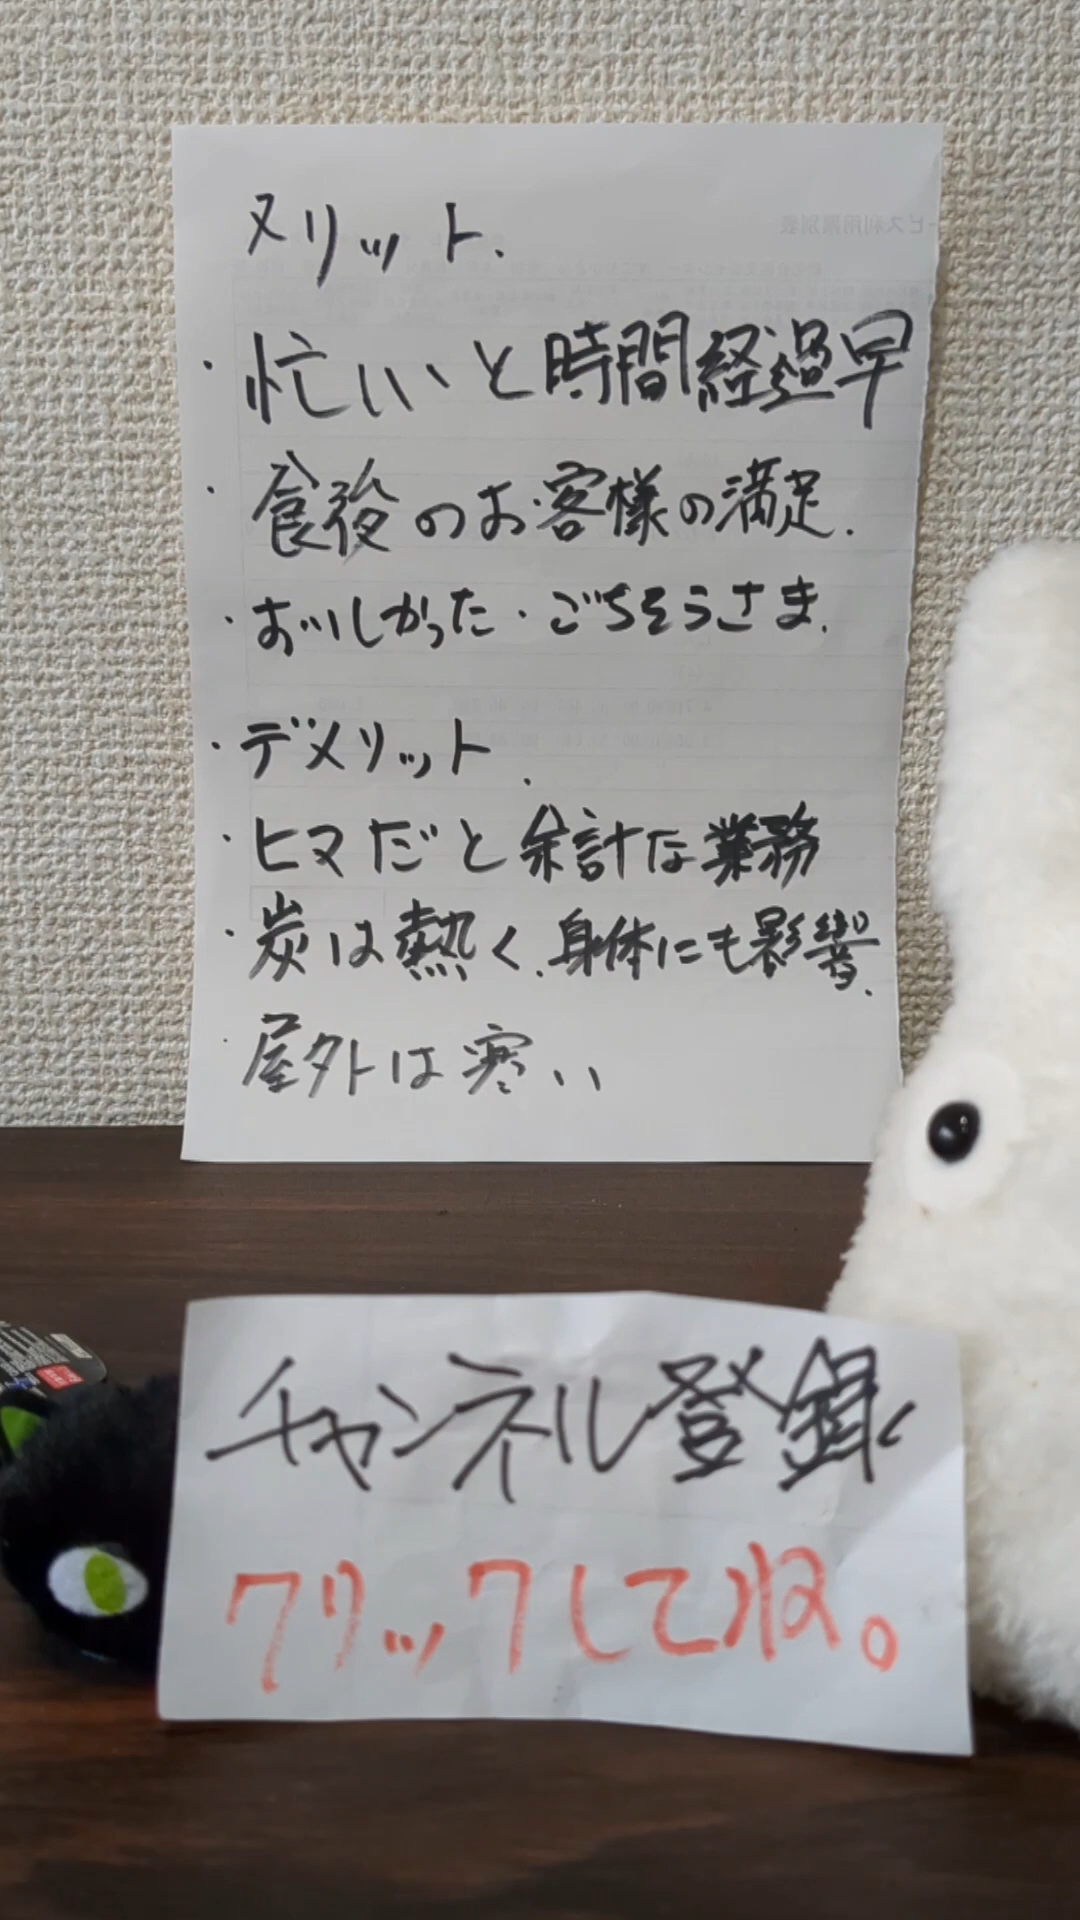 メリット.
・忙しいと時間経過早
・食後のお客様の満足.
・おいしかった・ごちそうさま.
・デメリット.
・ヒマだと余計な業務
・炭は熱く.身体にも影響.
・屋外は寒い
チャンネル登録
クリックしてね。